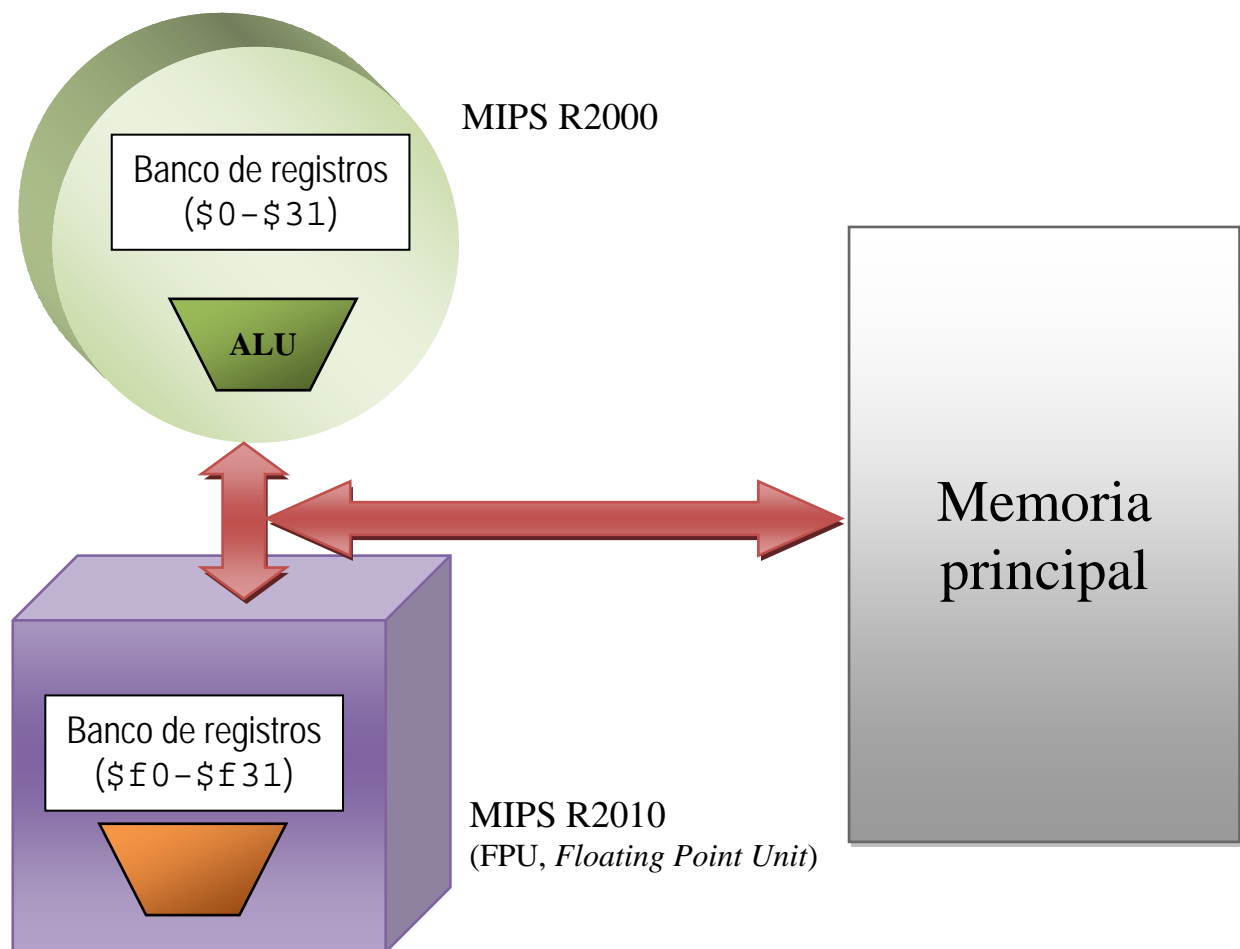 MIPS R2000
Banco de registros
($0-$31)
ALU
Memoria
principal
Banco de registros
($f0-$f31)
MIPS R2010
(FPU, Floating Point Unit)